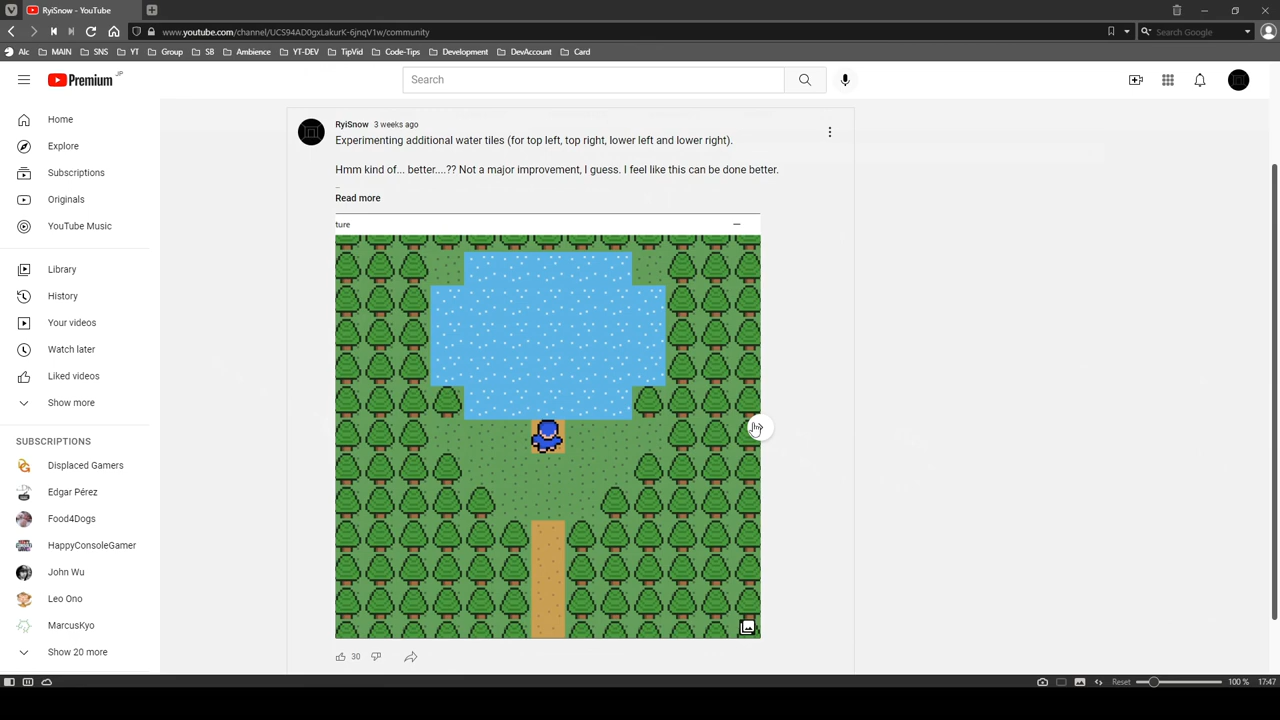 RyiSnow - YouTube
www.youtube.com/channel/UCS94AD0gxLakurK-6jnqV1w/community
Search Google
Alc MAIN SNS YT Group SB Ambience YT-DEV TipVid Code-Tips Development DevAccount Card
Premium JP
Search
Home
Explore
Subscriptions
Originals
YouTube Music
Library
History
Your videos
Watch later
Liked videos
Show more
SUBSCRIPTIONS
Displaced Gamers
Edgar Pérez
Food4Dogs
HappyConsoleGamer
John Wu
Leo Ono
MarcusKyo
Show 20 more
RyiSnow 3 weeks ago
Experimenting additional water tiles (for top left, top right, lower left and lower right).
Hmm kind of... better....?? Not a major improvement, I guess. I feel like this can be done better.
Read more
ture
30
Reset 100 % 17:47